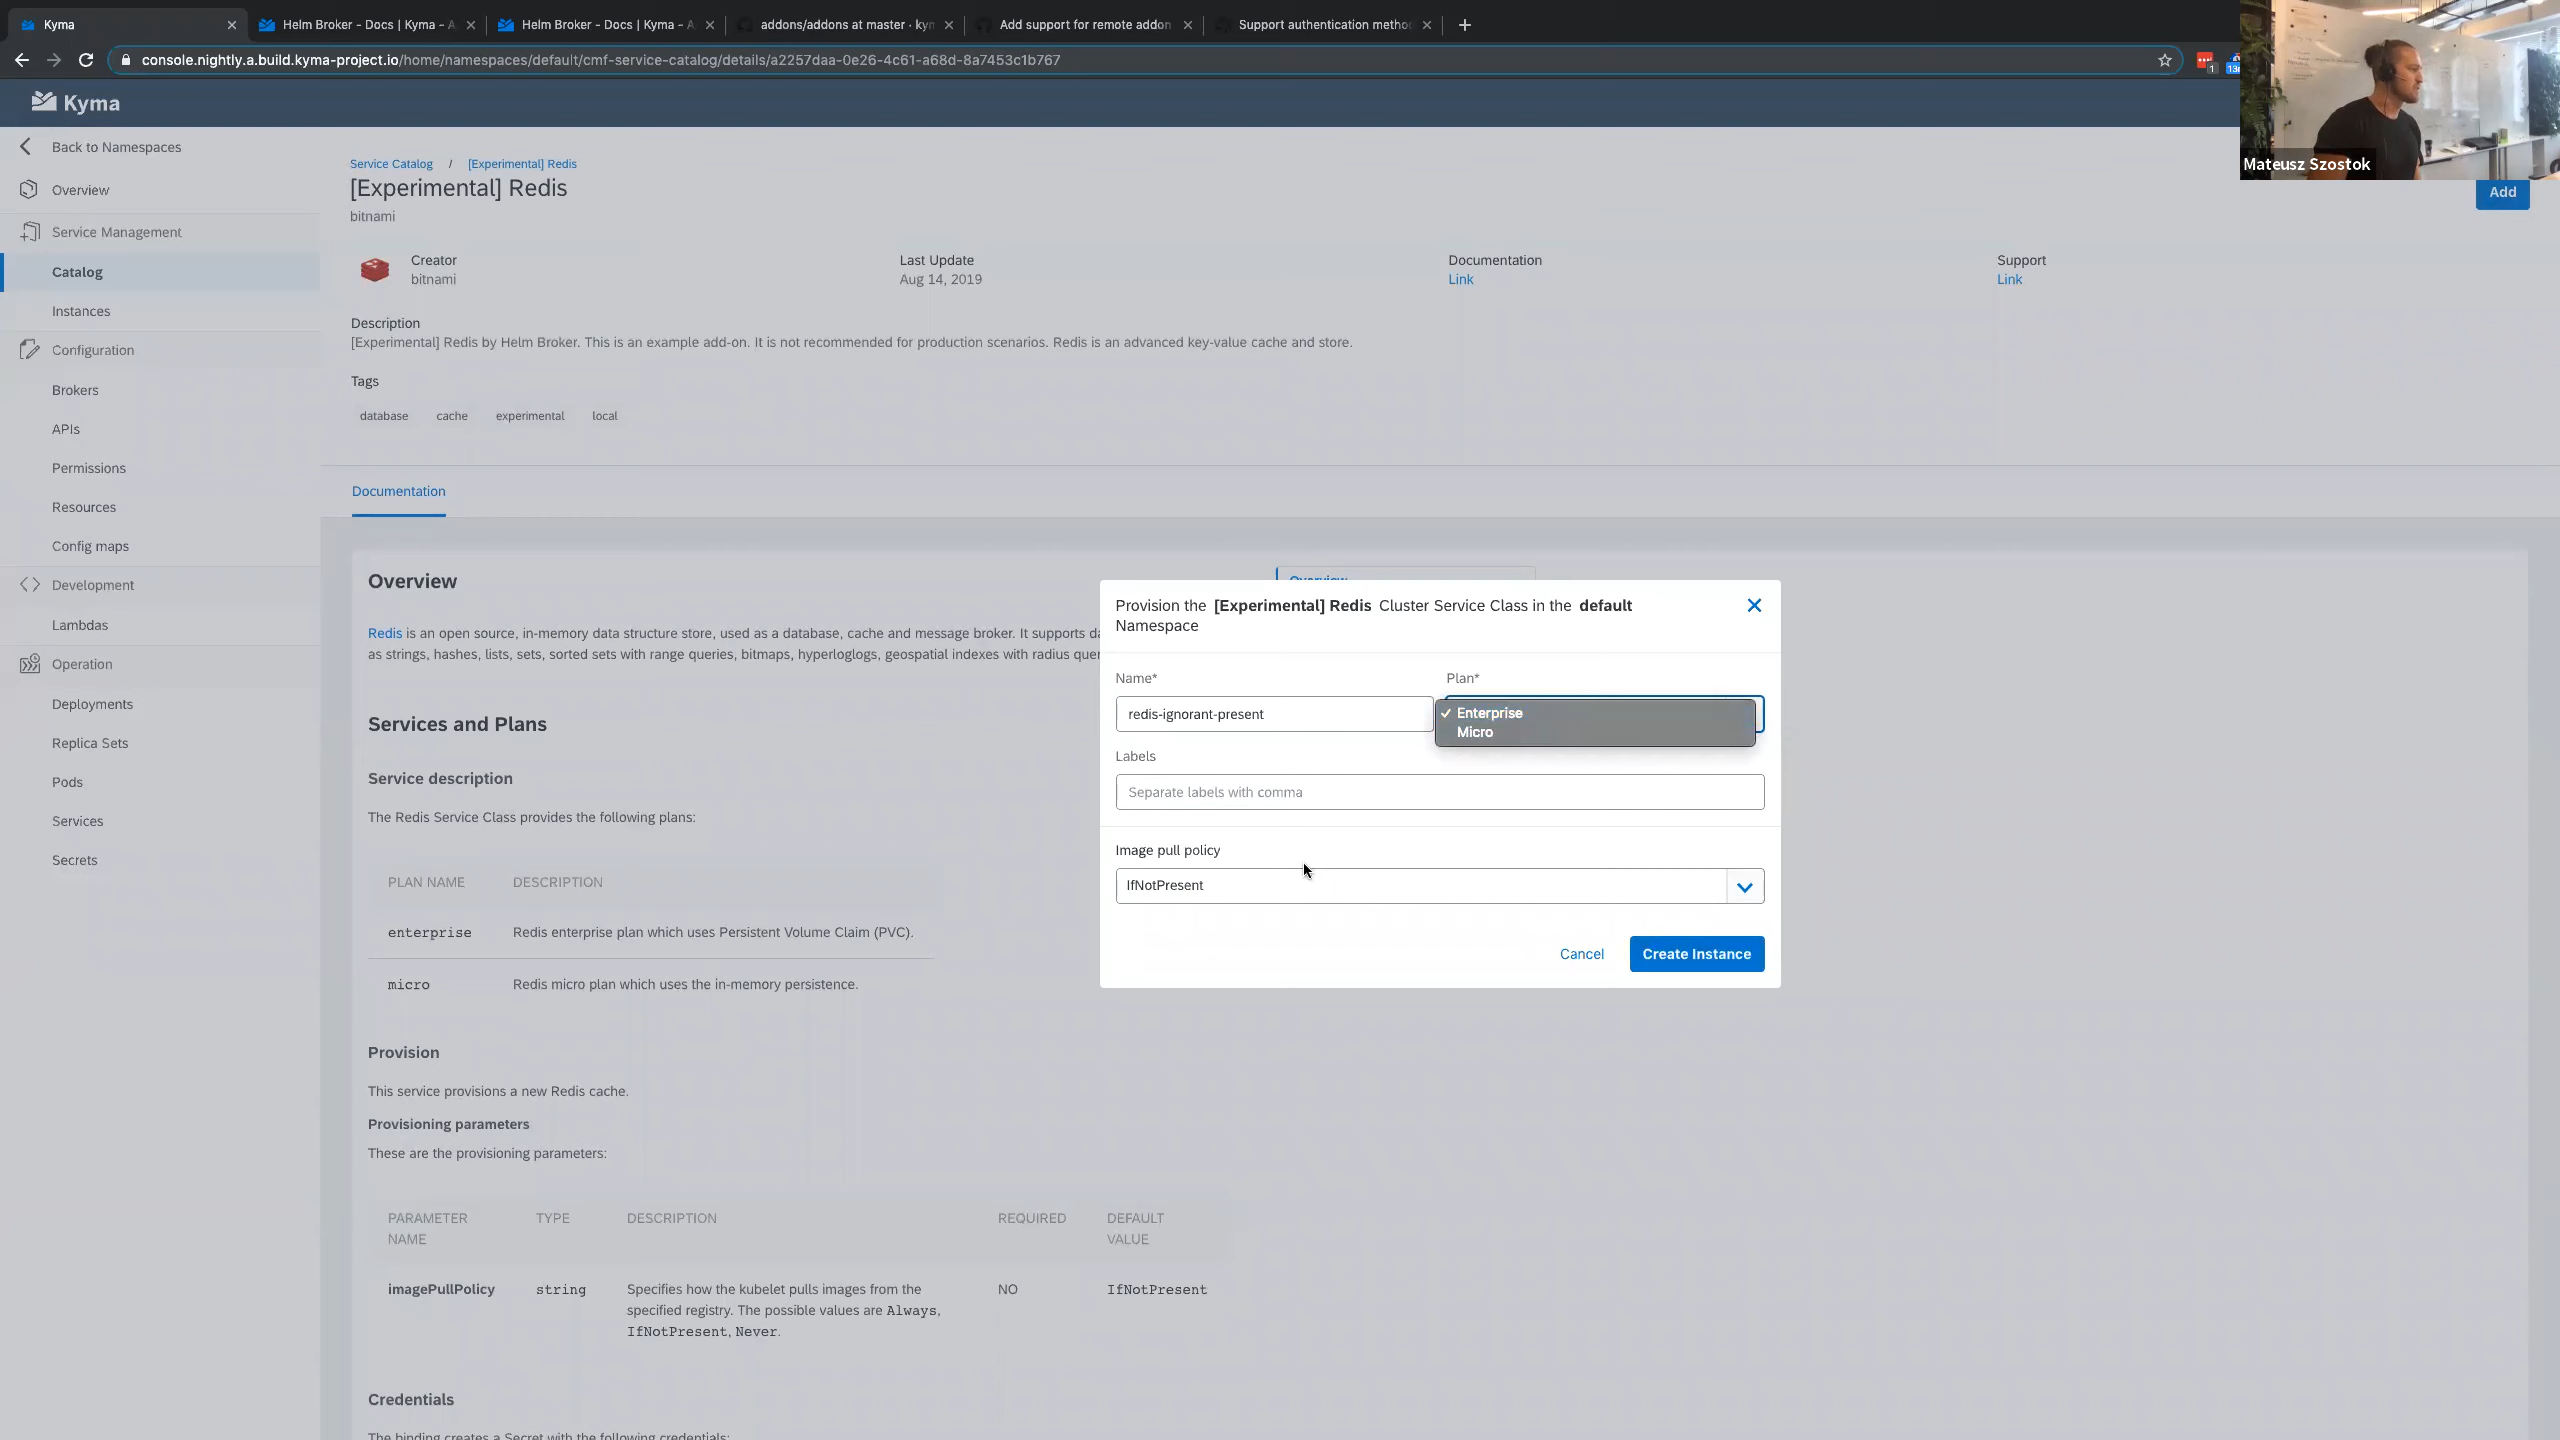 Kyma
Helm Broker - Docs | Kyma - A
Helm Broker - Docs | Kyma - A
addons/addons at master · kym
Add support for remote addon
Support authentication metho
console.nightly.a.build.kyma-project.io/home/namespaces/default/cmf-service-catalog/details/a2257daa-0e26-4c61-a68d-8a7453c1b767
1
Mateusz Szostok
Kyma
Back to Namespaces
Overview
Service Management
Catalog
Instances
Configuration
Brokers
APIs
Permissions
Resources
Config maps
Development
Lambdas
Operation
Deployments
Replica Sets
Pods
Services
Secrets
Service Catalog / [Experimental] Redis
[Experimental] Redis
bitnami
Add
Creator
bitnami
Last Update
Aug 14, 2019
Documentation
Link
Support
Link
Description
[Experimental] Redis by Helm Broker. This is an example add-on. It is not recommended for production scenarios. Redis is an advanced key-value cache and store.
Tags
database cache experimental local
Documentation
Overview
Redis is an open source, in-memory data structure store, used as a database, cache and message broker. It supports da
as strings, hashes, lists, sets, sorted sets with range queries, bitmaps, hyperloglogs, geospatial indexes with radius quer
Services and Plans
Service description
The Redis Service Class provides the following plans:
PLAN NAME DESCRIPTION
enterprise Redis enterprise plan which uses Persistent Volume Claim (PVC).
micro Redis micro plan which uses the in-memory persistence.
Provision
This service provisions a new Redis cache.
Provisioning parameters
These are the provisioning parameters:
PARAMETER NAME TYPE DESCRIPTION REQUIRED DEFAULT VALUE
imagePullPolicy string Specifies how the kubelet pulls images from the NO IfNotPresent
specified registry. The possible values are Always,
IfNotPresent, Never.
Credentials
The binding creates a Secret with the following credentials:
Overview
Provision the [Experimental] Redis Cluster Service Class in the default
Namespace
Name*
redis-ignorant-present
Plan*
Enterprise
Micro
Labels
Separate labels with comma
Image pull policy
IfNotPresent
Cancel
Create Instance